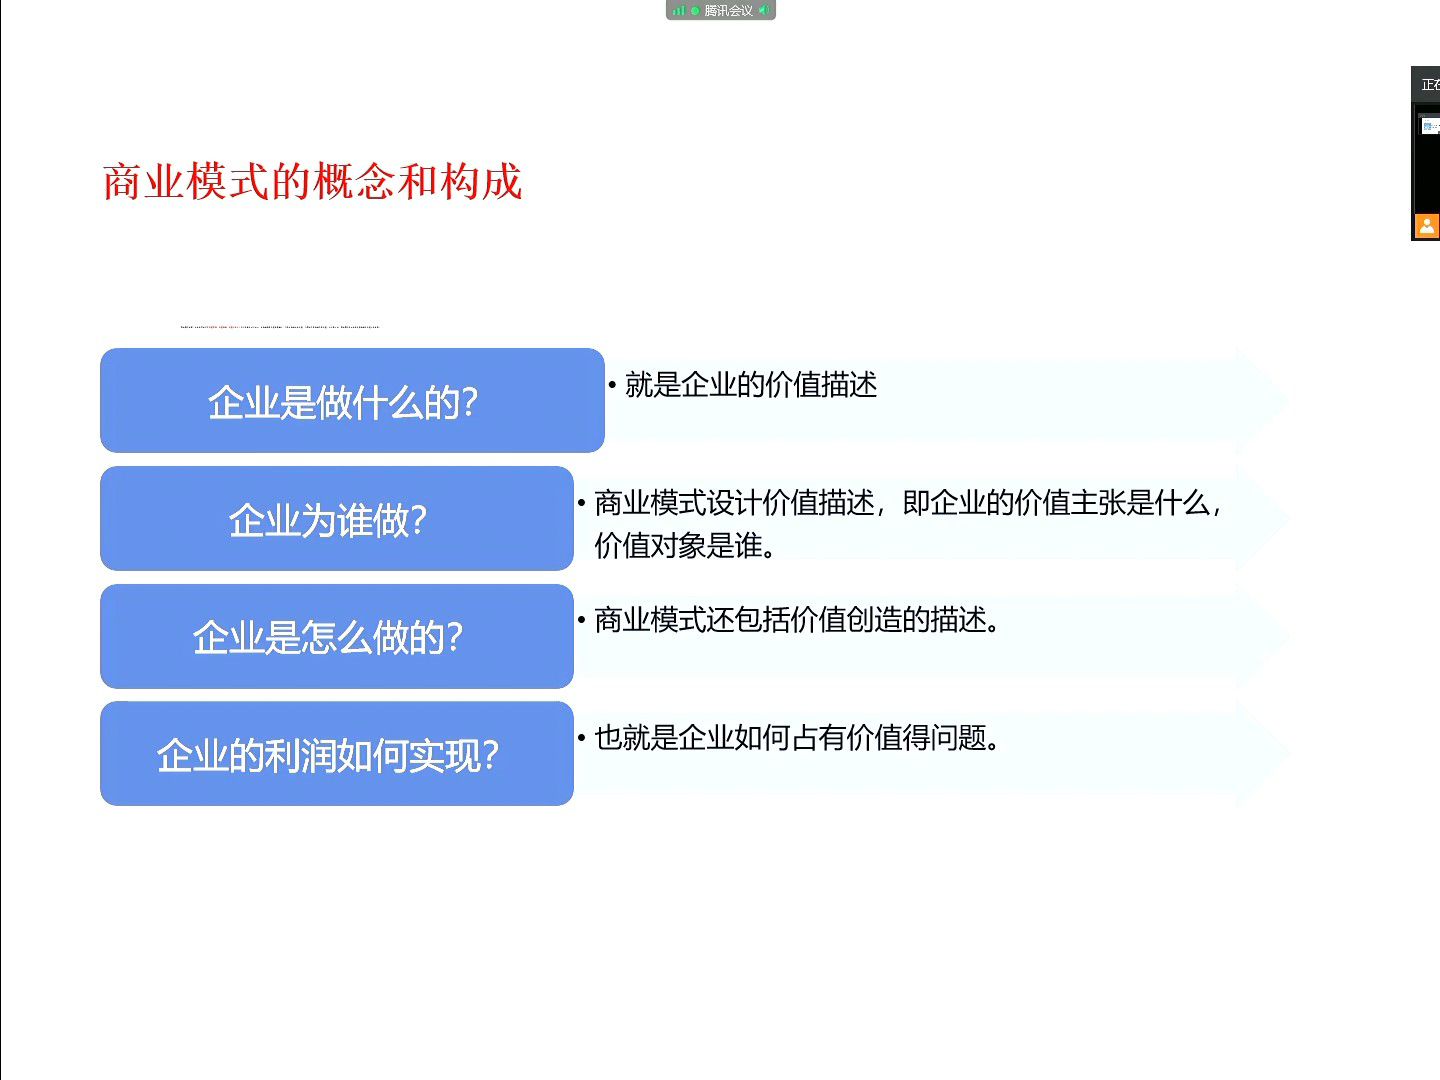 腾讯会议
正在
商业模式的概念和构成
企业是做什么的？
• 就是企业的价值描述
企业为谁做？
• 商业模式设计价值描述，即企业的价值主张是什么，
价值对象是谁。
企业是怎么做的？
• 商业模式还包括价值创造的描述。
企业的利润如何实现？
• 也就是企业如何占有价值得问题。